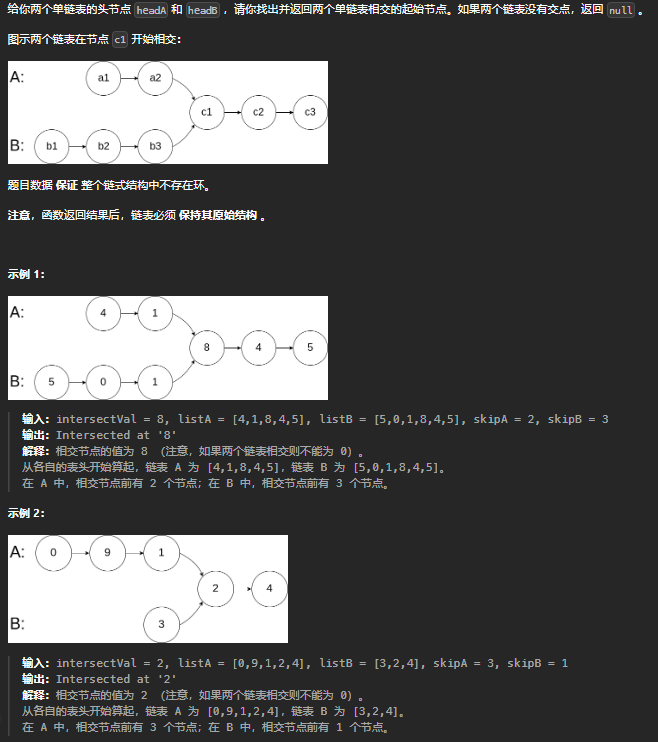 给你两个单链表的头节点 headA 和 headB ，请你找出并返回两个单链表相交的起始节点。如果两个链表没有交点，返回 null 。
图示两个链表在节点 c1 开始相交：
A: a1 a2
c1 c2 c3
B: b1 b2 b3
题目数据 保证 整个链式结构中不存在环。
注意，函数返回结果后，链表必须 保持其原始结构 。
示例 1：
A: 4 1
8 4 5
B: 5 0 1
输入：intersectVal = 8, listA = [4,1,8,4,5], listB = [5,0,1,8,4,5], skipA = 2, skipB = 3
输出：Intersected at '8'
解释：相交节点的值为 8 （注意，如果两个链表相交则不能为 0）。
从各自的表头开始算起，链表 A 为 [4,1,8,4,5]，链表 B 为 [5,0,1,8,4,5]。
在 A 中，相交节点前有 2 个节点；在 B 中，相交节点前有 3 个节点。
示例 2：
A: 0 9 1
2 4
B: 3
输入：intersectVal = 2, listA = [0,9,1,2,4], listB = [3,2,4], skipA = 3, skipB = 1
输出：Intersected at '2'
解释：相交节点的值为 2 （注意，如果两个链表相交则不能为 0）。
从各自的表头开始算起，链表 A 为 [0,9,1,2,4]，链表 B 为 [3,2,4]。
在 A 中，相交节点前有 3 个节点；在 B 中，相交节点前有 1 个节点。